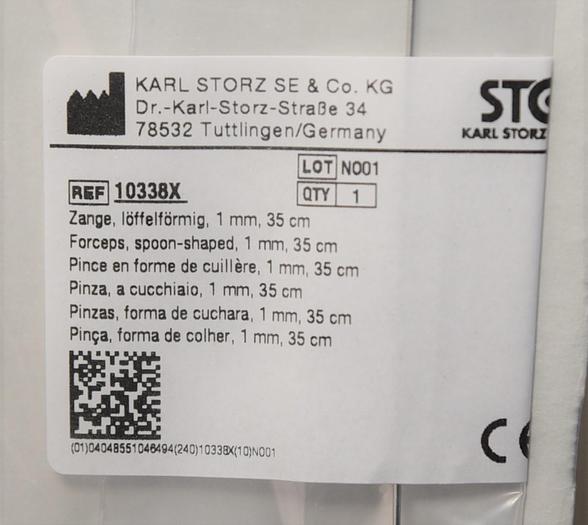 KARL STORZ SE & Co. KG
Dr.-Karl-Storz-Straße 34
78532 Tuttlingen/Germany
KARL STORZ
LOT N001
REF 10338X
QTY 1
Zange, löffelförmig, 1 mm, 35 cm
Forceps, spoon-shaped, 1 mm, 35 cm
Pince en forme de cuillère, 1 mm, 35 cm
Pinza, a cucchiaio, 1 mm, 35 cm
Pinzas, forma de cuchara, 1 mm, 35 cm
Pinça, forma de colher, 1 mm, 35 cm
(01)04048551046494(240)10338X(10)N001